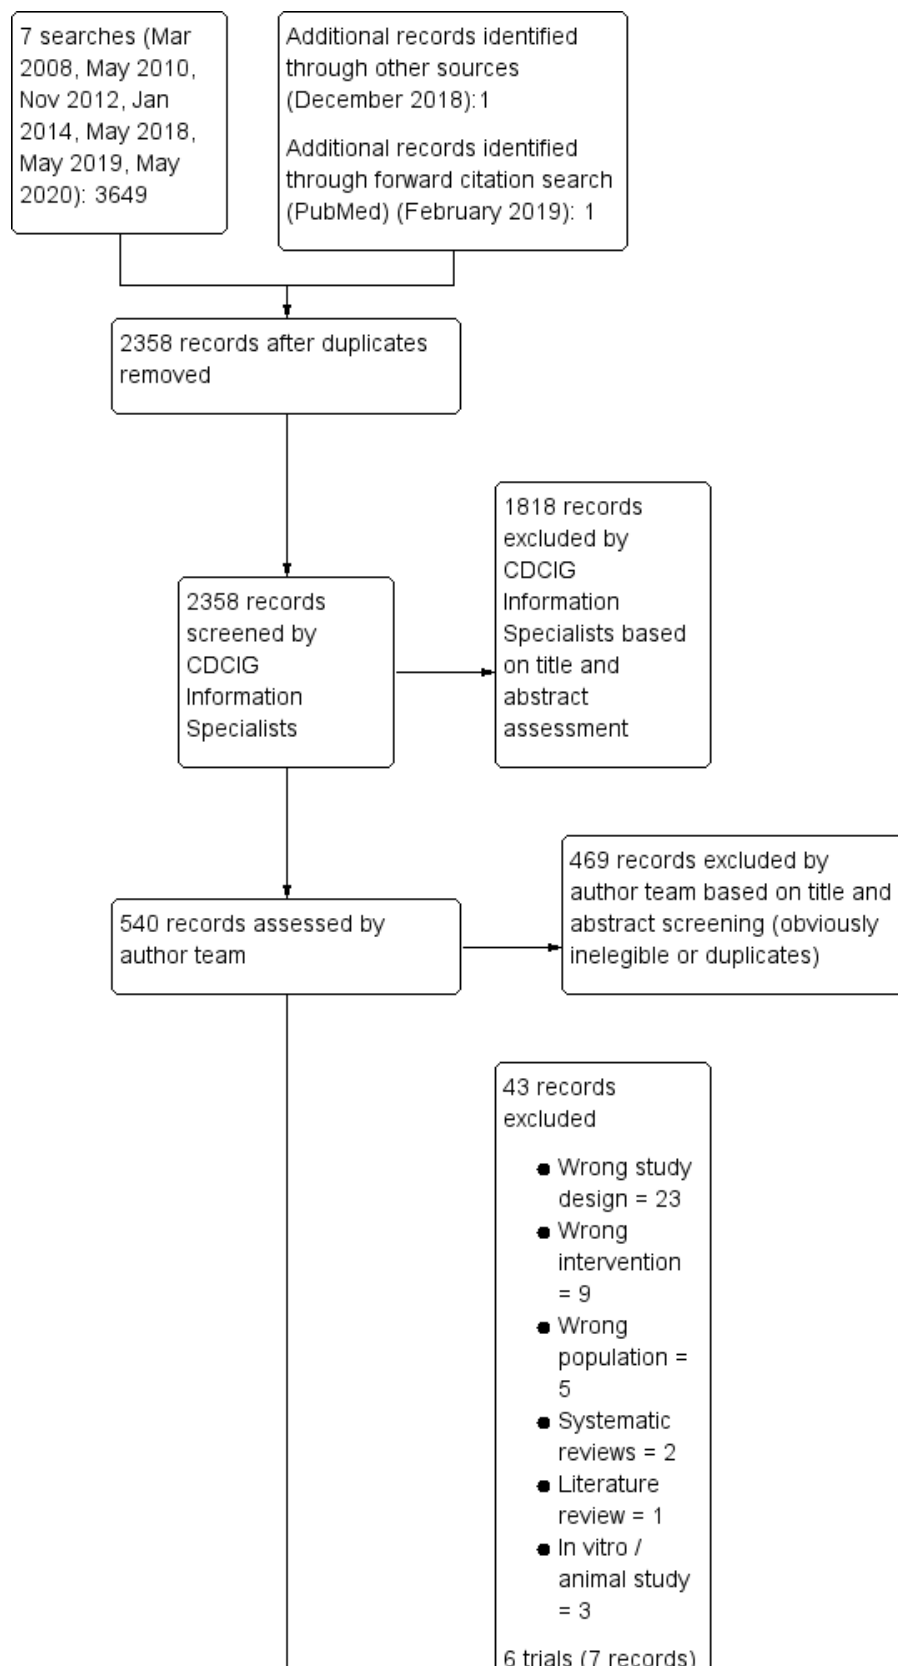 7 searches (Mar
2008, May 2010,
Nov 2012, Jan
2014, May 2018,
May 2019, May
2020): 3649
Additional records identified
through other sources
(December 2018):1
Additional records identified
through forward citation search
(PubMed) (February 2019): 1
2358 records after duplicates
removed
2358 records
screened by
CDCIG
Information
Specialists
1818 records
excluded by
CDCIG
Information
Specialists based
on title and
abstract
assessment
540 records assessed by
author team
469 records excluded by
author team based on title and
abstract screening (obviously
inelegible or duplicates)
43 records
excluded
● Wrong study
design = 23
● Wrong
intervention
= 9
● Wrong
population =
5
● Systematic
reviews = 2
● Literature
review = 1
● In vitro /
animal study
= 3
6 trials (7 records)